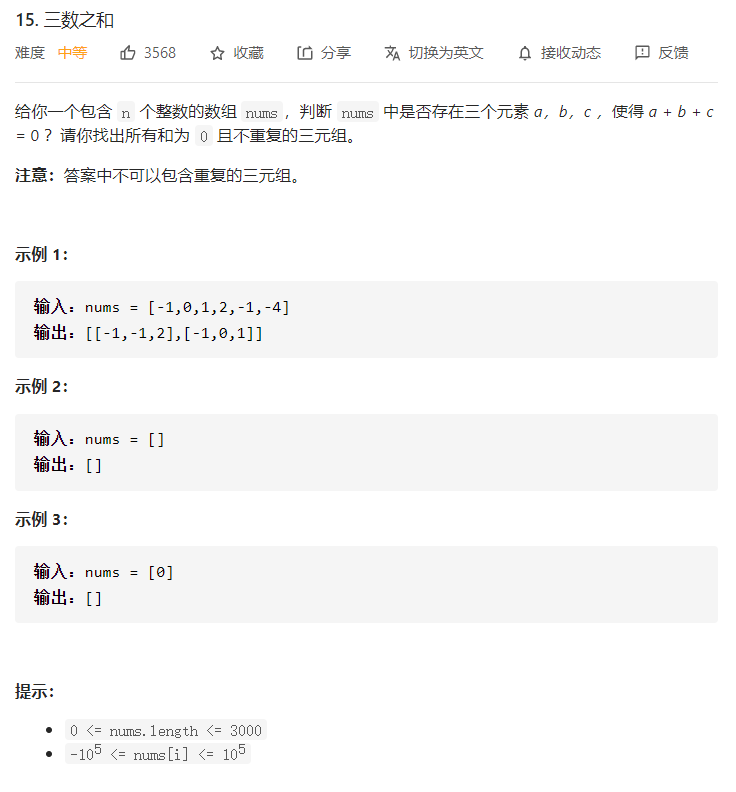 15. 三数之和
难度 中等 3568 收藏 分享 切换为英文 接收动态 反馈
给你一个包含 n 个整数的数组 nums，判断 nums 中是否存在三个元素 a，b，c ，使得 a + b + c
= 0 ？请你找出所有和为 0 且不重复的三元组。
注意：答案中不可以包含重复的三元组。
示例 1：
输入：nums = [-1,0,1,2,-1,-4]
输出：[[-1,-1,2],[-1,0,1]]
示例 2：
输入：nums = []
输出：[]
示例 3：
输入：nums = [0]
输出：[]
提示：
• 0 <= nums.length <= 3000
• -10⁵ <= nums[i] <= 10⁵